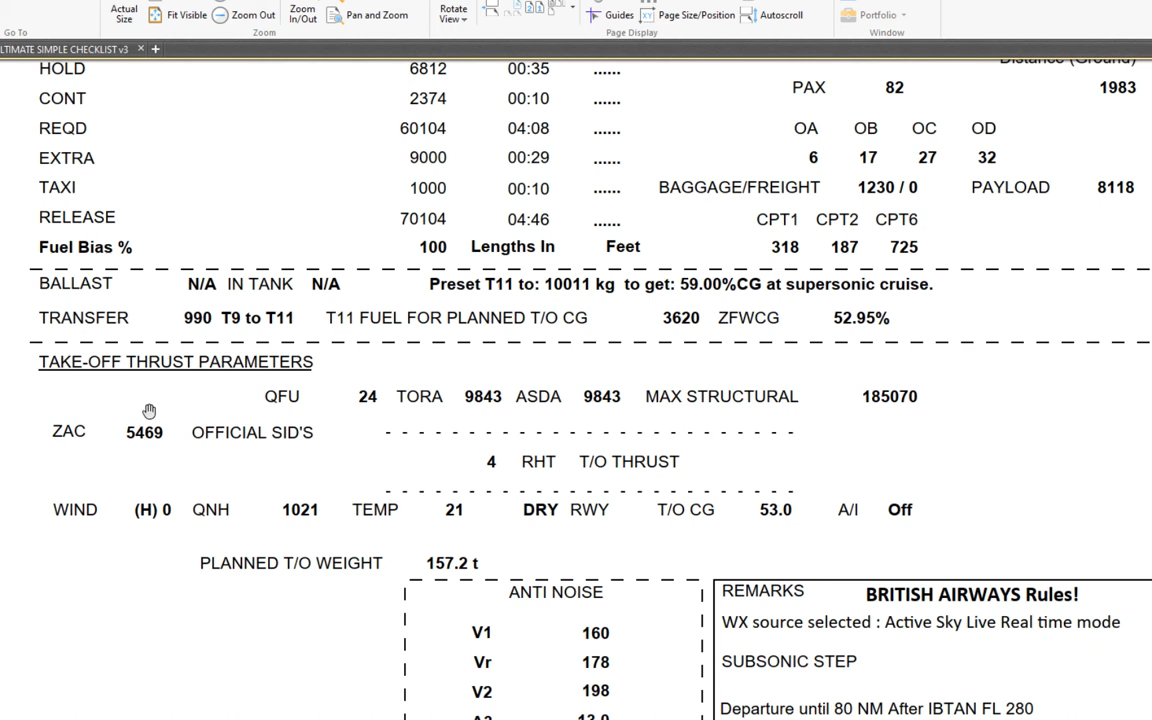 Actual Size
Fit Visible
Zoom Out
Zoom In/Out
Pan and Zoom
Rotate View
Guides
Page Size/Position
Autoscroll
Portfolio
Go To
Zoom
Page Display
Window
LTIMATE SIMPLE CHECKLIST v3 × +
HOLD 6812 00:35 ...... Distance (Ground)
PAX 82 1983
CONT 2374 00:10 ......
REQD 60104 04:08 ...... OA OB OC OD
EXTRA 9000 00:29 ...... 6 17 27 32
TAXI 1000 00:10 ...... BAGGAGE/FREIGHT 1230 / 0 PAYLOAD 8118
RELEASE 70104 04:46 ...... CPT1 CPT2 CPT6
Fuel Bias % 100 Lengths In Feet 318 187 725
BALLAST N/A IN TANK N/A Preset T11 to: 10011 kg to get: 59.00%CG at supersonic cruise.
TRANSFER 990 T9 to T11 T11 FUEL FOR PLANNED T/O CG 3620 ZFWCG 52.95%
TAKE-OFF THRUST PARAMETERS
QFU 24 TORA 9843 ASDA 9843 MAX STRUCTURAL 185070
ZAC 5469 OFFICIAL SID'S
4 RHT T/O THRUST
WIND (H) 0 QNH 1021 TEMP 21 DRY RWY T/O CG 53.0 A/I Off
PLANNED T/O WEIGHT 157.2 t
ANTI NOISE
V1 160
Vr 178
V2 198
13.0
REMARKS BRITISH AIRWAYS Rules!
WX source selected : Active Sky Live Real time mode
SUBSONIC STEP
Departure until 80 NM After IBTAN FL 280